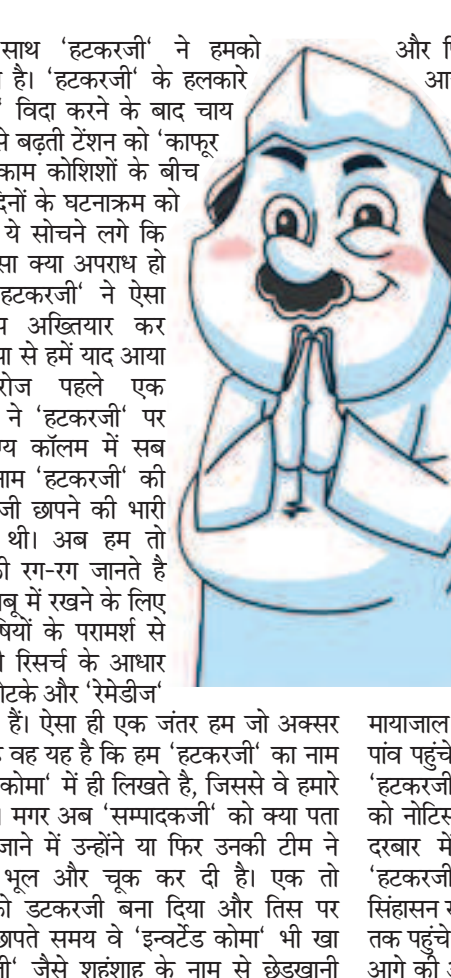 साथ ‘हटकरजी‘ ने हमको
है। ‘हटकरजी‘ के हलकारे
विदा करने के बाद चाय
से बढ़ती टेंशन को ‘काफूर
काम कोशिशों के बीच
दिनों के घटनाक्रम को
ये सोचने लगे कि
सा क्या अपराध हो
हटकरजी‘ ने ऐसा
अख्तियार कर
से हमें याद आया
रोज पहले एक
ने ‘हटकरजी‘ पर
य कॉलम में सब
नाम ‘हटकरजी‘ की
जी छापने की भारी
थी। अब हम तो
की रग-रग जानते है
बू में रखने के लिए
षियों के परामर्श से
रिसर्च के आधार
टोटके और ‘रेमेडीज‘
हैं। ऐसा ही एक जंतर हम जो अक्सर
वह यह है कि हम ‘हटकरजी‘ का नाम
कोमा‘ में ही लिखते है, जिससे वे हमारे
। मगर अब ‘सम्पादकजी‘ को क्या पता
जाने में उन्होंने या फिर उनकी टीम ने
भूल और चूक कर दी है। एक तो
को डटकरजी बना दिया और तिस पर
छापते समय वे ‘इन्वर्टेड कोमा‘ भी खा
जी‘ जैसे शहंशाह के नाम से छेड़खानी
और
आ
मायाजाल
पांव पहुंचे
‘हटकरजी
को नोटिस
दरबार में
‘हटकरजी
सिंहासन
तक पहुंचे
आगे की